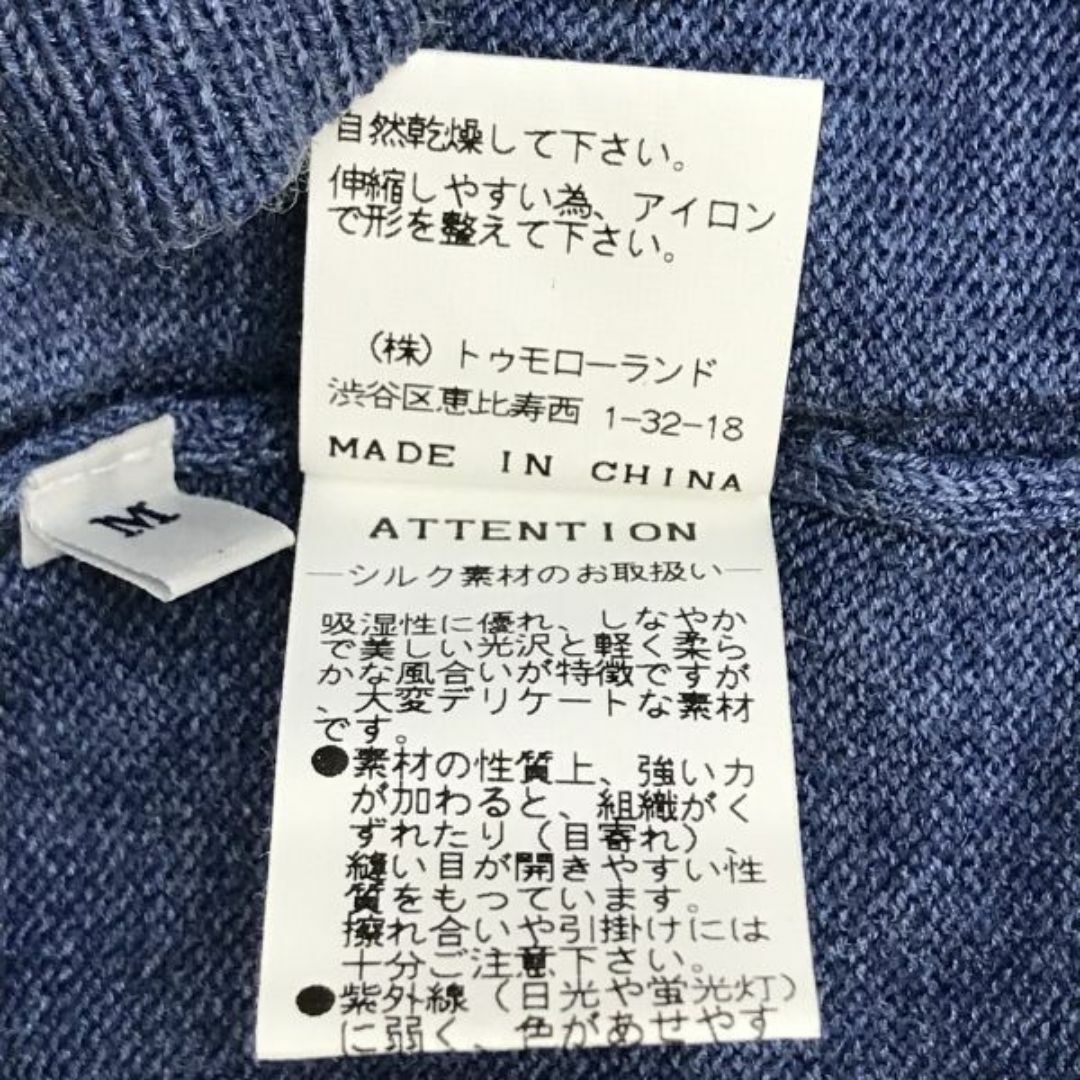 自然乾燥して下さい。
伸縮しやすい為、アイロン
で形を整えて下さい。
(株)トゥモローランド
渋谷区恵比寿西 1-32-18
MADE IN CHINA
M
ATTENTION
―シルク素材のお取扱い―
吸湿性に優れ、しなやか
で美しい光沢と軽く柔ら
かな風合いが特徴ですが
、大変デリケートな素材
です。
●素材の性質上、強い力
が加わると、組織がく
ずれたり(目寄れ)、
縫い目が開きやすい性
質をもっています。
擦れ合いや引掛けには
十分ご注意下さい。
●紫外線(日光や蛍光灯)
に弱く、色があせやす